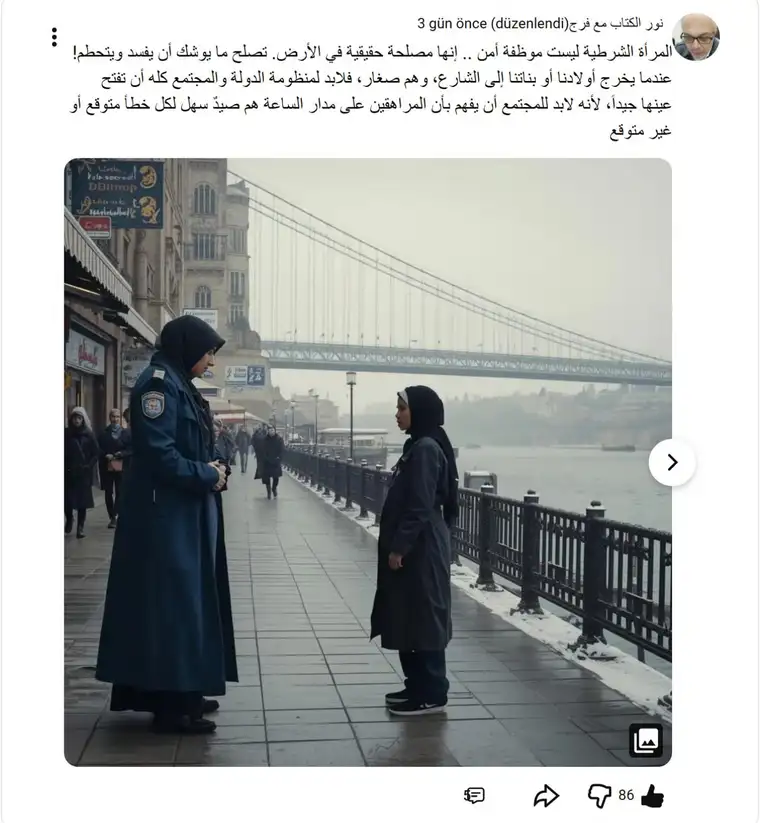 نور الكتاب مع فرج(düzenlendi) 3 gün önce
المرأة الشرطية ليست موظفة أمن .. إنها مصلحة حقيقية في الأرض. تصلح ما يوشك أن يفسد ويتحطم!
عندما يخرج أولادنا أو بناتنا إلى الشارع، وهم صغار، فلابد لمنظومة الدولة والمجتمع كله أن تفتح
عينها جيداً، لأنه لابد للمجتمع أن يفهم بأن المراهقين على مدار الساعة هم صيدٌ سهل لكل خطأ متوقع أو
غير متوقع
86